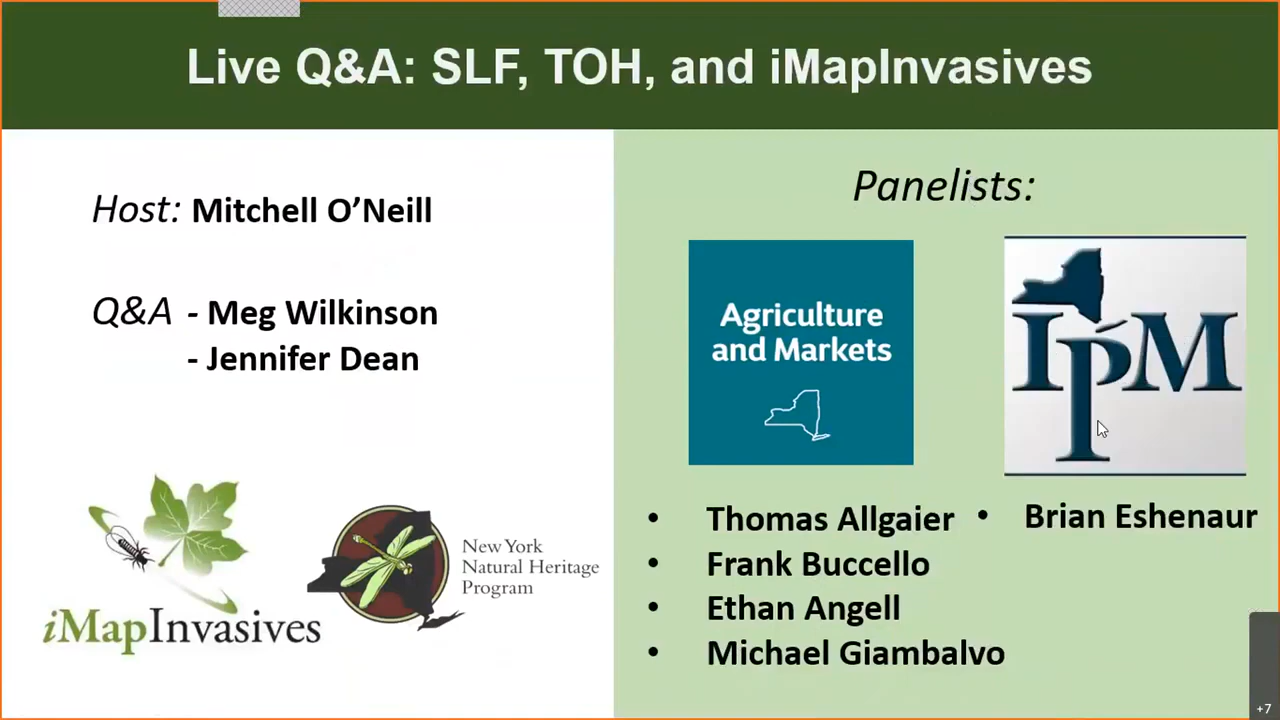 Live Q&A: SLF, TOH, and iMapInvasives
Host: Mitchell O’Neill
Q&A - Meg Wilkinson
- Jennifer Dean
iMapInvasives
New York
Natural Heritage
Program
Panelists:
Agriculture
and Markets
IPM
• Thomas Allgaier
• Frank Buccello
• Ethan Angell
• Michael Giambalvo
• Brian Eshenaur
+7